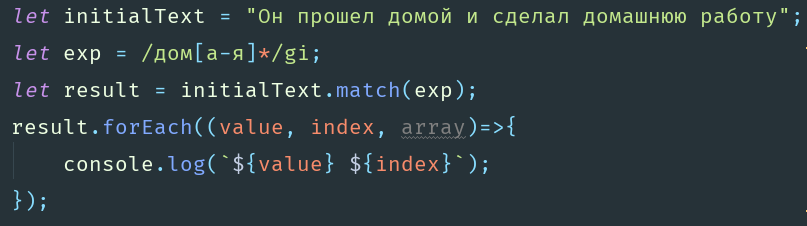 let initialText = "Он прошел домой и сделал домашнюю работу";
let exp = /дом[а-я]*/gi;
let result = initialText.match(exp);
result.forEach((value, index, array)=>{
    console.log(`${value} ${index}`);
});